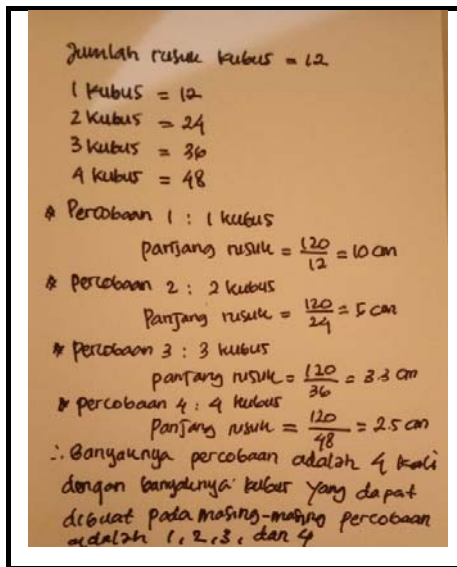 Jumlah rusuk kubus = 12
1 kubus = 12
2 kubus = 24
3 kubus = 36
4 kubus = 48
* Percobaan 1 : 1 kubus
panjang rusuk = 120/12 = 10 cm
* percobaan 2 : 2 kubus
Panjang rusuk = 120/24 = 5 cm
* percobaan 3 : 3 kubus
panjang rusuk = 120/36 = 3.3 cm
* percobaan 4 : 4 kubus
Panjang rusuk = 120/48 = 2.5 cm
∴ Banyaknya percobaan adalah 4 kali
dengan banyaknya kubus yang dapat
dibuat pada masing-masing percobaan
adalah 1, 2, 3, dan 4